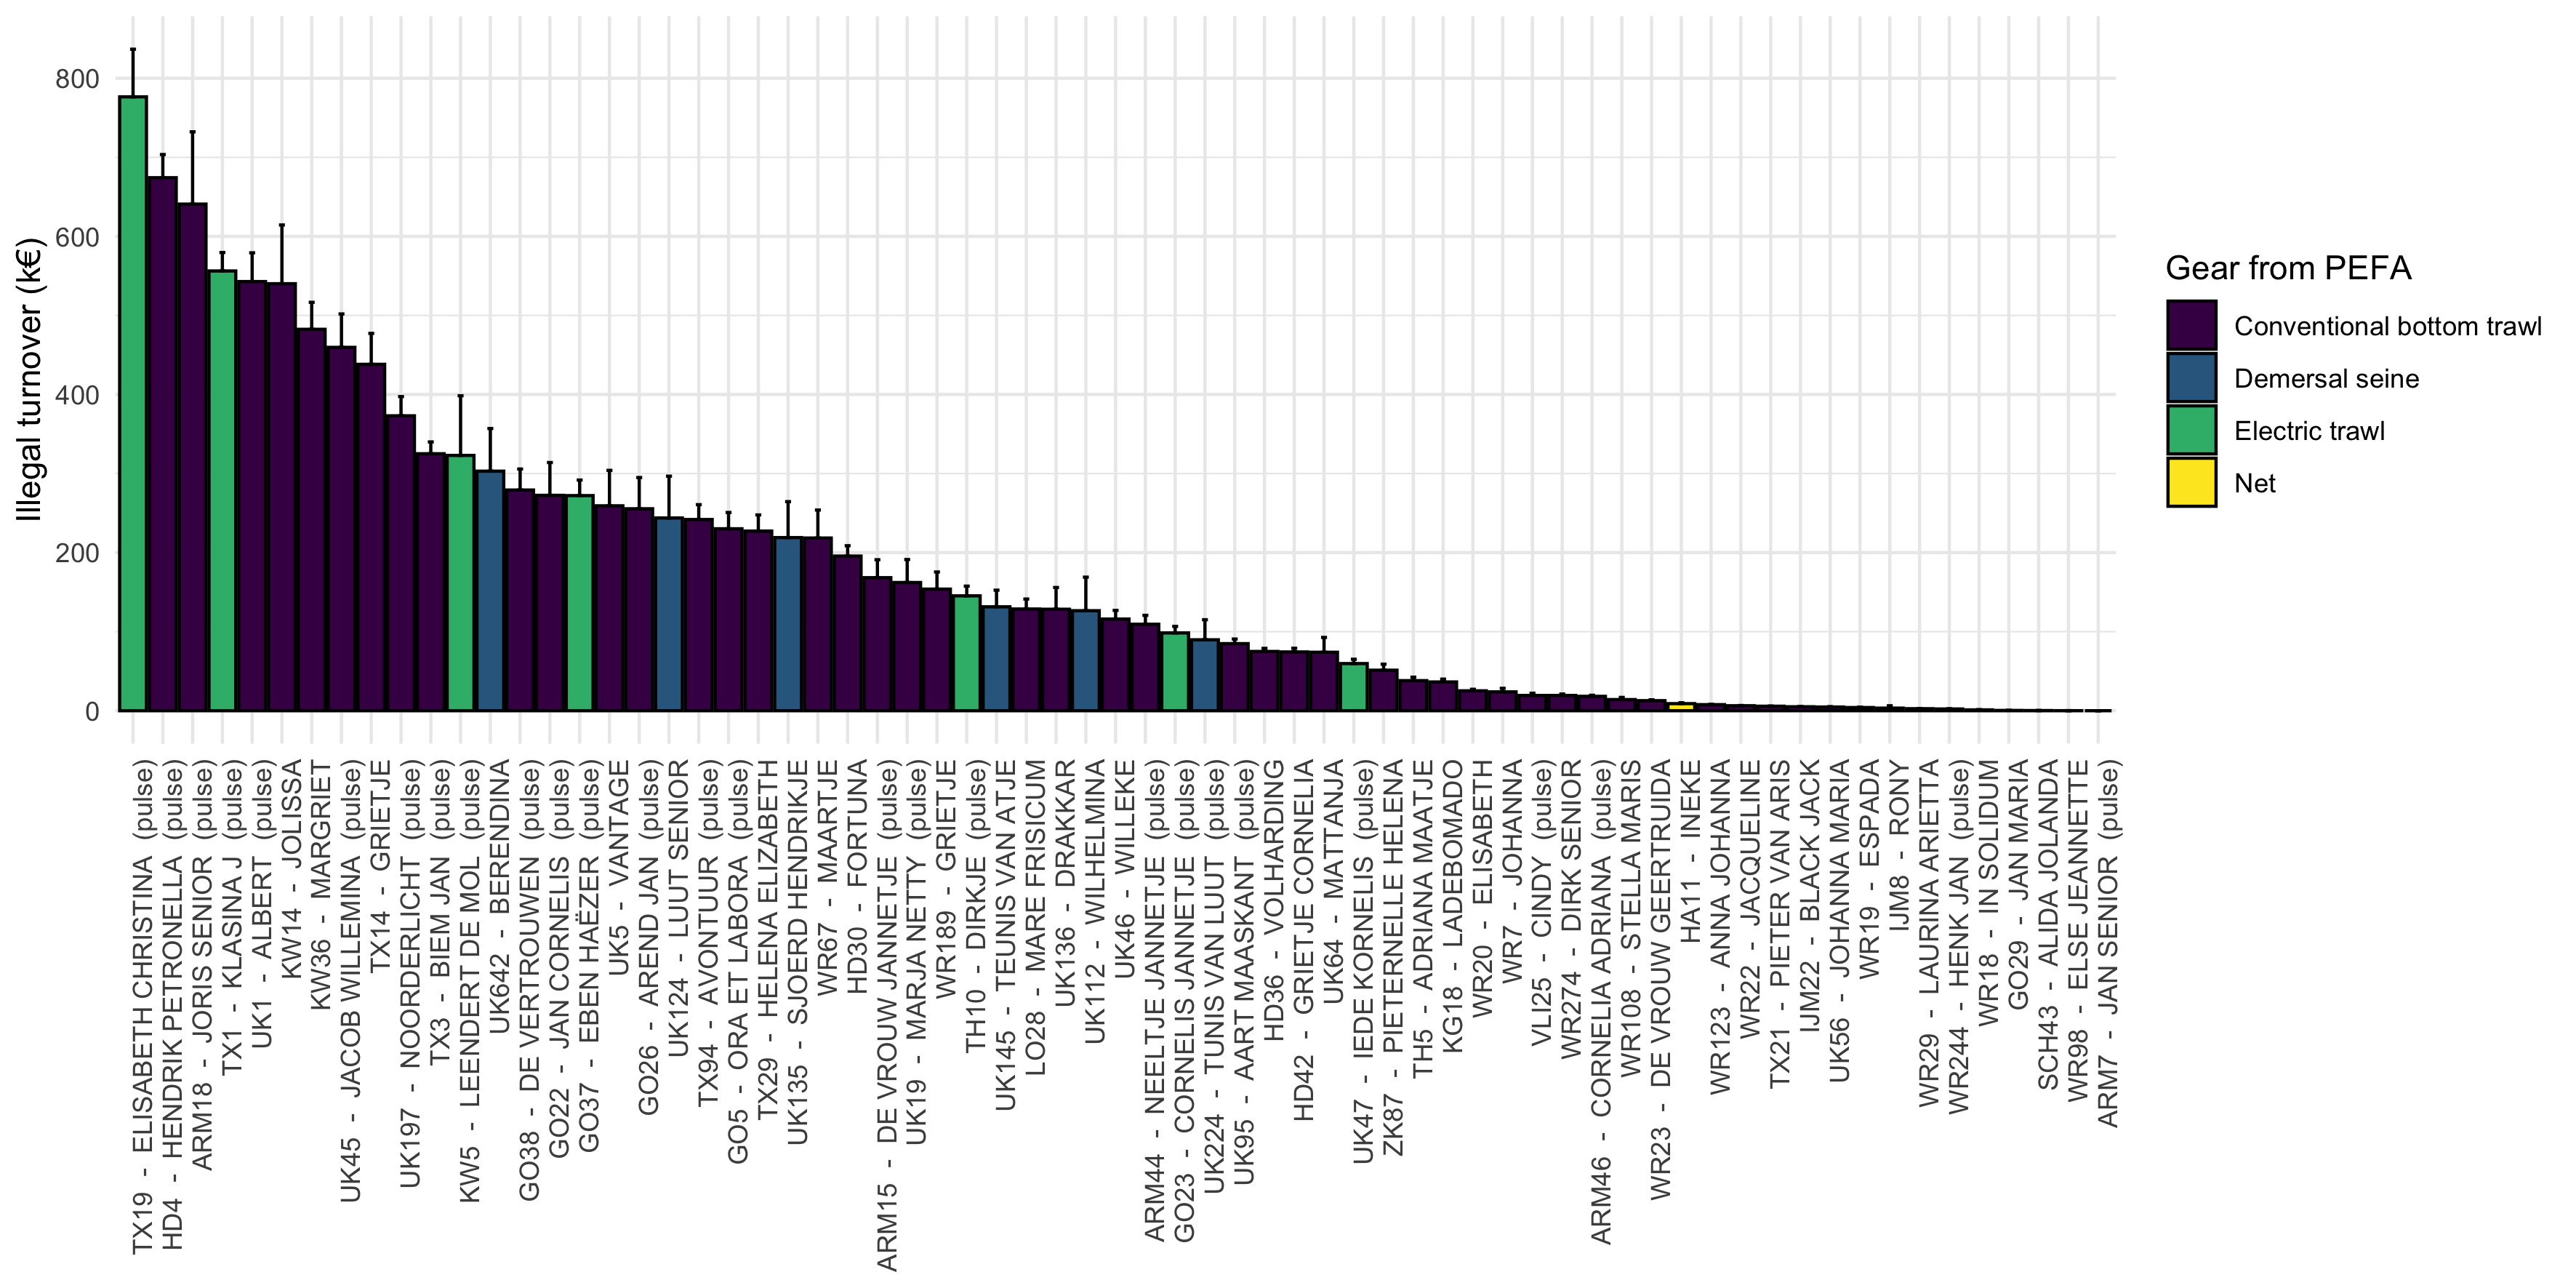 Illegal turnover (k€)
800
600
400
200
0
TX19 - ELISABETH CHRISTINA (pulse)
HD4 - HENDRIK PETRONELLA (pulse)
ARM18 - JORIS SENIOR (pulse)
TX1 - KLASINA J (pulse)
UK1 - ALBERT (pulse)
KW14 - JOLISSA
KW36 - MARGRIET
UK45 - JACOB WILLEMINA (pulse)
TX14 - GRIETJE
UK197 - NOORDERLICHT (pulse)
TX3 - BIEM JAN (pulse)
KW5 - LEENDERT DE MOL (pulse)
UK642 - BERENDINA
GO38 - DE VERTROUWEN (pulse)
GO22 - JAN CORNELIS (pulse)
GO37 - EBEN HAËZER (pulse)
UK5 - VANTAGE
GO26 - AREND JAN (pulse)
UK124 - LUUT SENIOR
TX94 - AVONTUUR (pulse)
GO5 - ORA ET LABORA (pulse)
TX29 - HELENA ELIZABETH
UK135 - SJOERD HENDRIKJE
WR67 - MAARTJE
HD30 - FORTUNA
ARM15 - DE VROUW JANNETJE (pulse)
UK19 - MARJA NETTY (pulse)
WR189 - GRIETJE
TH10 - DIRKJE (pulse)
UK145 - TEUNIS VAN ATJE
LO28 - MARE FRISICUM
UK136 - DRAKKAR
UK112 - WILHELMINA
UK46 - WILLEKE
ARM44 - NEELTJE JANNETJE (pulse)
GO23 - CORNELIS JANNETJE (pulse)
UK224 - TUNIS VAN LUUT (pulse)
UK95 - AART MAASKANT (pulse)
HD36 - VOLHARDING
HD42 - GRIETJE CORNELIA
UK64 - MATTANJA
UK47 - IEDE KORNELIS (pulse)
ZK87 - PIETERNELLE HELENA
TH5 - ADRIANA MAATJE
KG18 - LADEBOMADO
WR20 - ELISABETH
WR7 - JOHANNA
VLI25 - CINDY (pulse)
WR274 - DIRK SENIOR
ARM46 - CORNELIA ADRIANA (pulse)
WR108 - STELLA MARIS
WR23 - DE VROUW GEERTRUIDA
HA11 - INEKE
WR123 - ANNA JOHANNA
WR22 - JACQUELINE
TX21 - PIETER VAN ARIS
IJM22 - BLACK JACK
UK56 - JOHANNA MARIA
WR19 - ESPADA
IJM8 - RONY
WR29 - LAURINA ARIETTA
WR244 - HENK JAN (pulse)
WR18 - IN SOLIDUM
GO29 - JAN MARIA
SCH43 - ALIDA JOLANDA
WR98 - ELSE JEANNETTE
ARM7 - JAN SENIOR (pulse)
Gear from PEFA
Conventional bottom trawl
Demersal seine
Electric trawl
Net